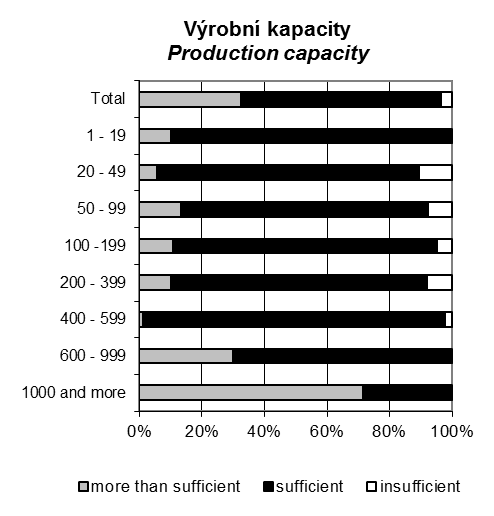 Výrobní kapacity
Production capacity
Total
1 - 19
20 - 49
50 - 99
100 -199
200 - 399
400 - 599
600 - 999
1000 and more
0% 20% 40% 60% 80% 100%
more than sufficient sufficient insufficient